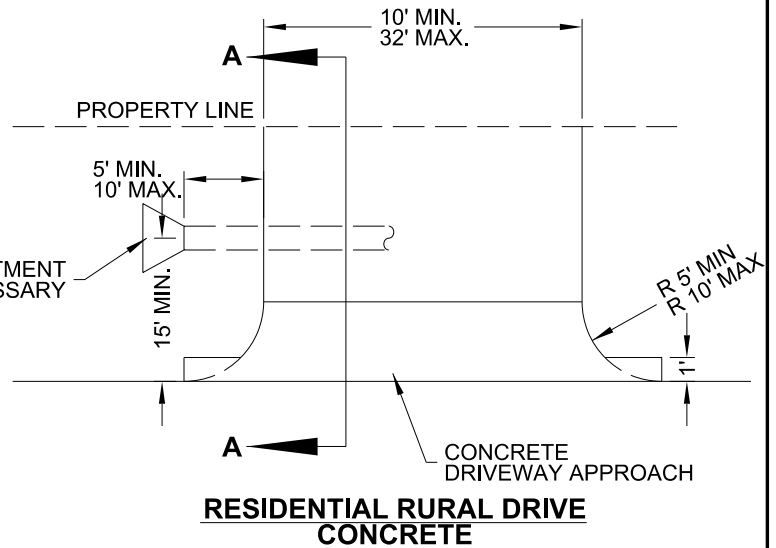 10' MIN.
32' MAX.
A
PROPERTY LINE
5' MIN.
10' MAX.
15' MIN.
R 5' MIN
R 10' MAX
1'
A
CONCRETE
DRIVEWAY APPROACH
RESIDENTIAL RURAL DRIVE
CONCRETE